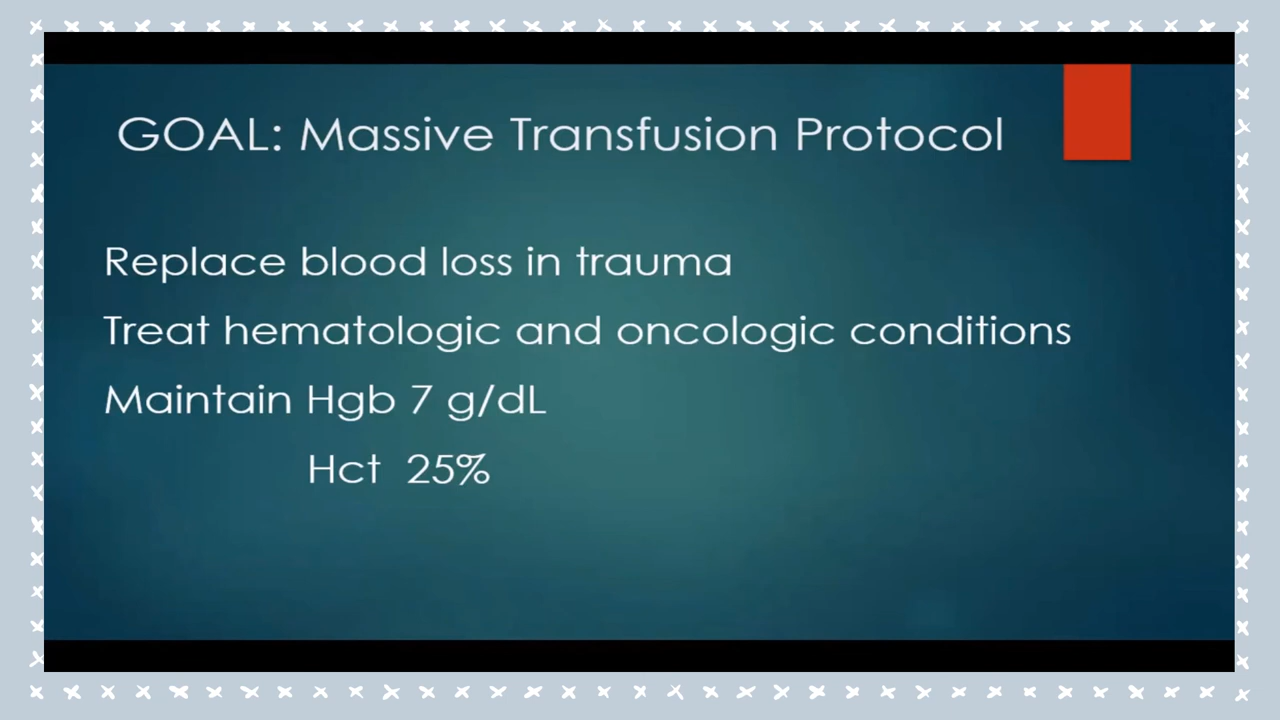 GOAL: Massive Transfusion Protocol
Replace blood loss in trauma
Treat hematologic and oncologic conditions
Maintain Hgb 7 g/dL
Hct 25%